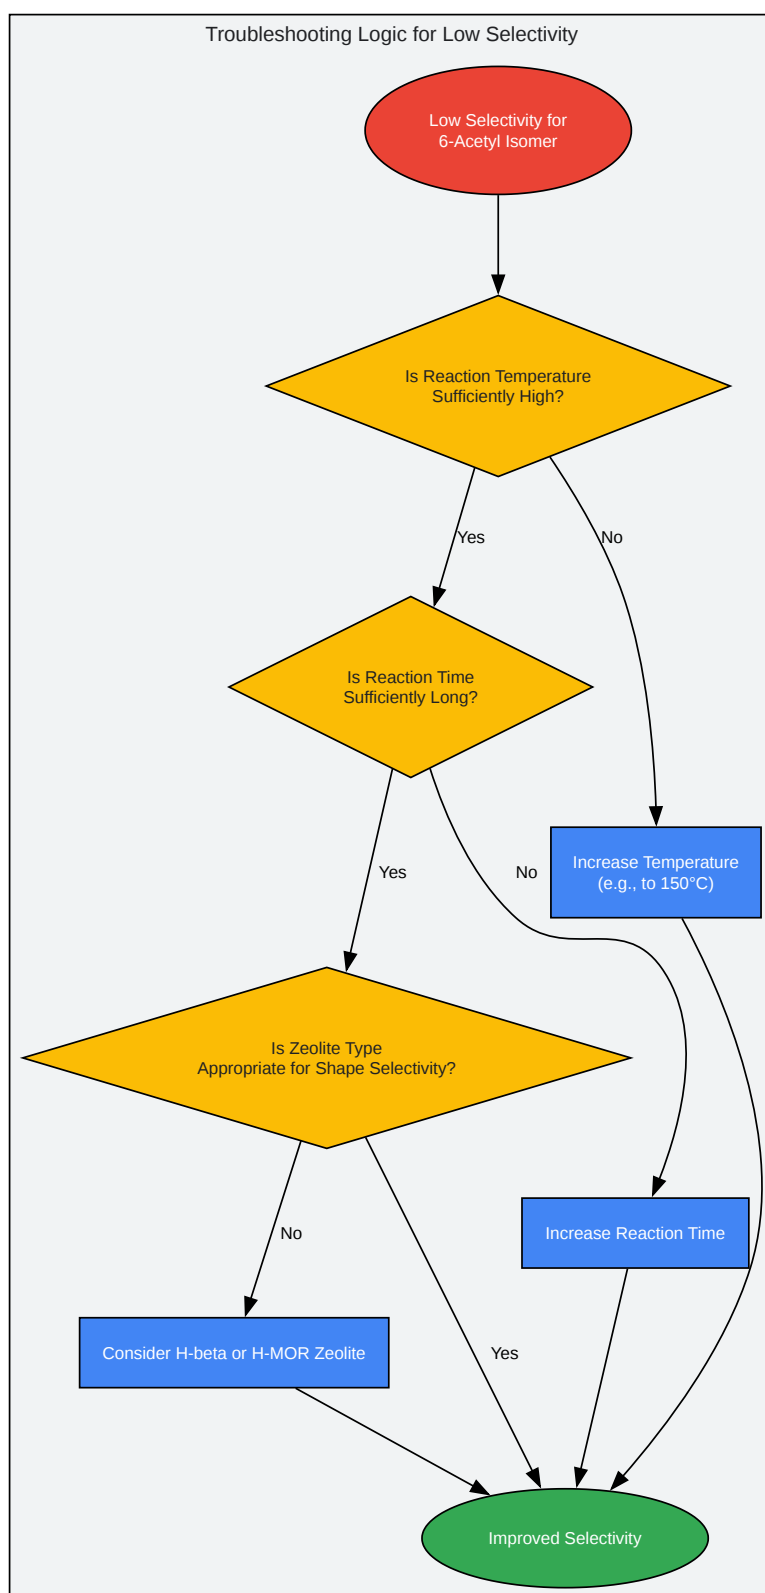 Troubleshooting Logic for Low Selectivity
Low Selectivity for
6-Acetyl Isomer
Is Reaction Temperature
Sufficiently High?
Yes
No
Is Reaction Time
Sufficiently Long?
Yes
No
Increase Temperature
(e.g., to 150°C)
Is Zeolite Type
Appropriate for Shape Selectivity?
No
Increase Reaction Time
Consider H-beta or H-MOR Zeolite
Yes
Improved Selectivity